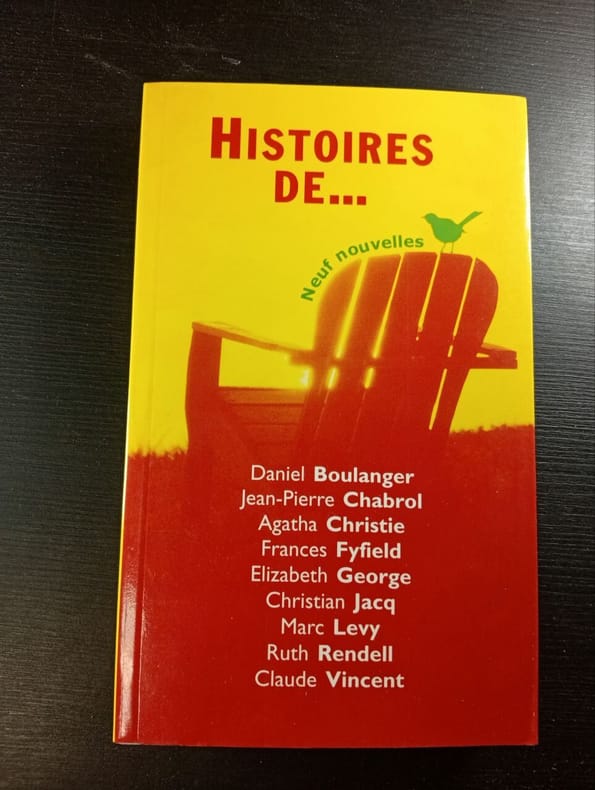 HISTOIRES
DE...
Neuf nouvelles
Daniel Boulanger
Jean-Pierre Chabrol
Agatha Christie
Frances Fyfield
Elizabeth George
Christian Jacq
Marc Levy
Ruth Rendell
Claude Vincent